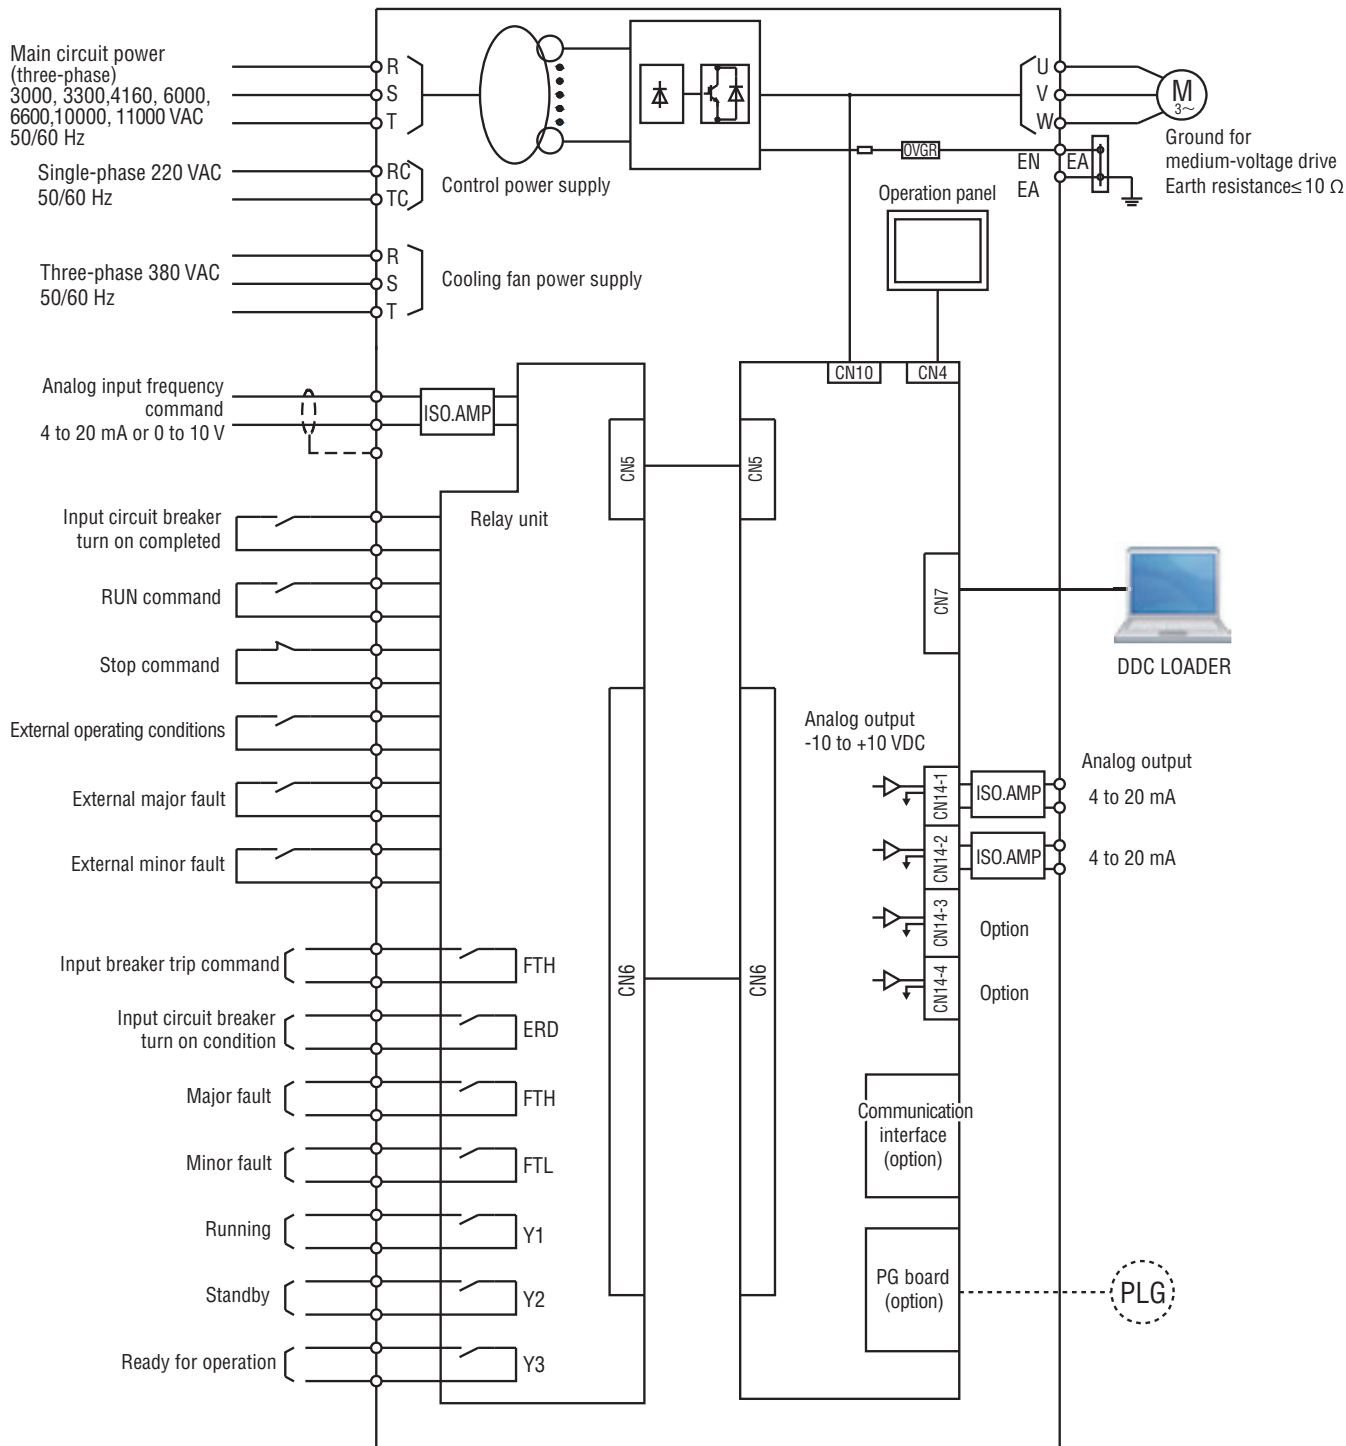 Main circuit power
(three-phase)
3000, 3300,4160, 6000,
6600,10000, 11000 VAC
50/60 Hz
R
S
T
U
V
W
M
3~
Ground for
medium-voltage drive
Earth resistance≤10 Ω
OVGR
EN
EA
EA
Single-phase 220 VAC
50/60 Hz
RC
TC
Control power supply
Operation panel
Three-phase 380 VAC
50/60 Hz
R
S
T
Cooling fan power supply
CN10
CN4
Analog input frequency
command
4 to 20 mA or 0 to 10 V
ISO.AMP
CN5
CN5
Relay unit
Input circuit breaker
turn on completed
RUN command
Stop command
External operating conditions
External major fault
External minor fault
CN7
DDC LOADER
Analog output
-10 to +10 VDC
CN14-1
ISO.AMP
Analog output
4 to 20 mA
CN14-2
ISO.AMP
4 to 20 mA
CN14-3
Option
CN14-4
Option
CN6
CN6
Input breaker trip command
FTH
Input circuit breaker
turn on condition
ERD
Major fault
FTH
Minor fault
FTL
Running
Y1
Standby
Y2
Ready for operation
Y3
Communication
interface
(option)
PG board
(option)
PLG